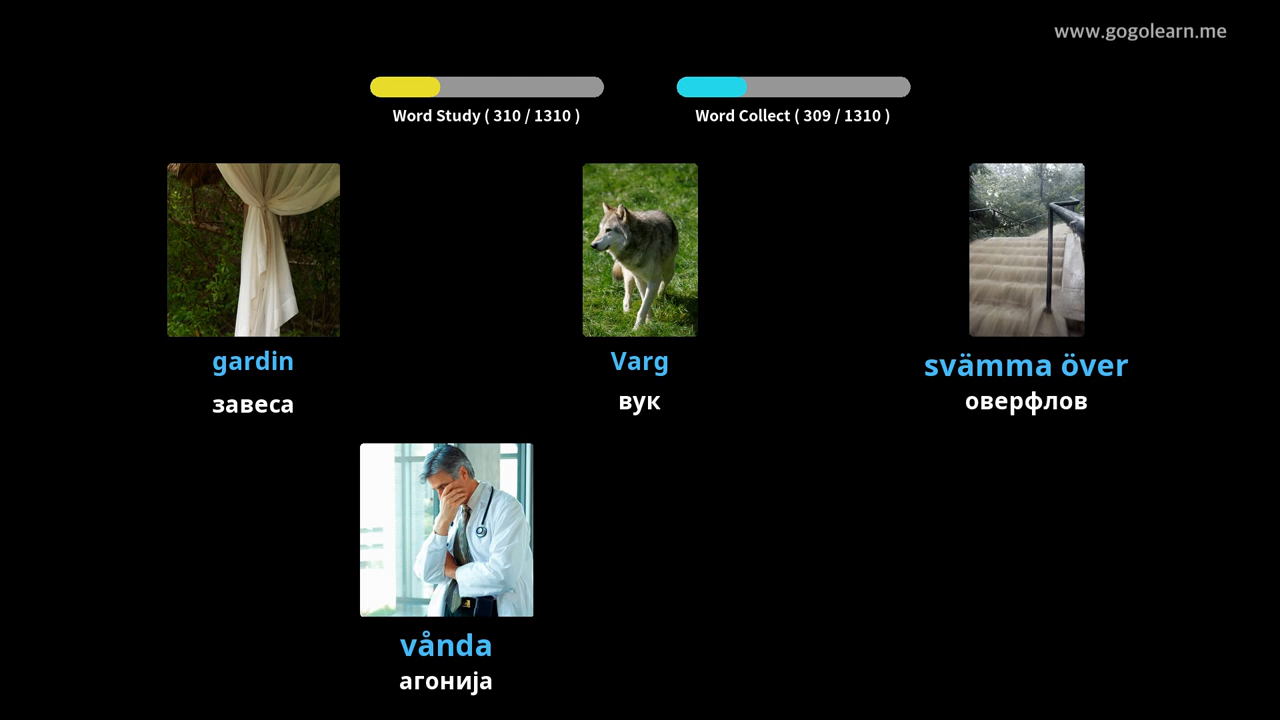 www.gogolearn.me
Word Study ( 310 / 1310 )
Word Collect ( 309 / 1310 )
gardin
Varg
svämma över
завеса
вук
оверфлов
vånda
агонија